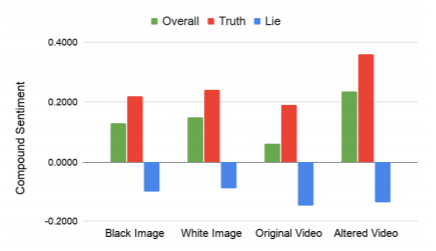 Overall Truth Lie
0.4000
0.2000
0.0000
-0.2000
Compound Sentiment
Black Image White Image Original Video Altered Video